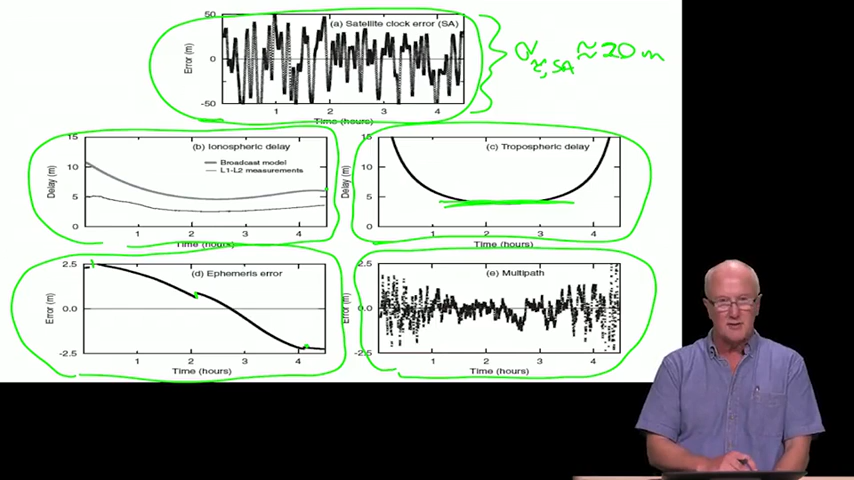 (a) Satellite clock error (SA)
Error (m)
50
0
-50
1 2 3 4
Time (hours)
σ τ,SA ≈ 20 m
(b) Ionospheric delay
Broadcast model
L1-L2 measurements
Delay (m)
15
10
5
0
1 2 3 4
Time (hours)
(c) Tropospheric delay
Delay (m)
15
10
5
0
1 2 3 4
Time (hours)
(d) Ephemeris error
Error (m)
2.5
0.0
-2.5
1 2 3 4
Time (hours)
(e) Multipath
Error (m)
2.5
0.0
-2.5
1 2 3 4
Time (hours)